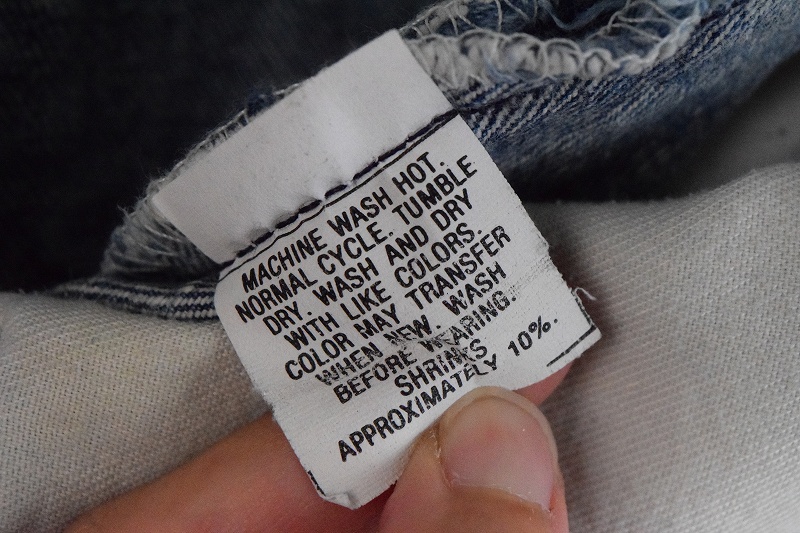 MACHINE WASH HOT.
NORMAL CYCLE. TUMBLE
DRY. WASH AND DRY
WITH LIKE COLORS.
COLOR MAY TRANSFER
WHEN NEW. WASH
BEFORE WEARING.
SHRINKS
APPROXIMATELY 10%.